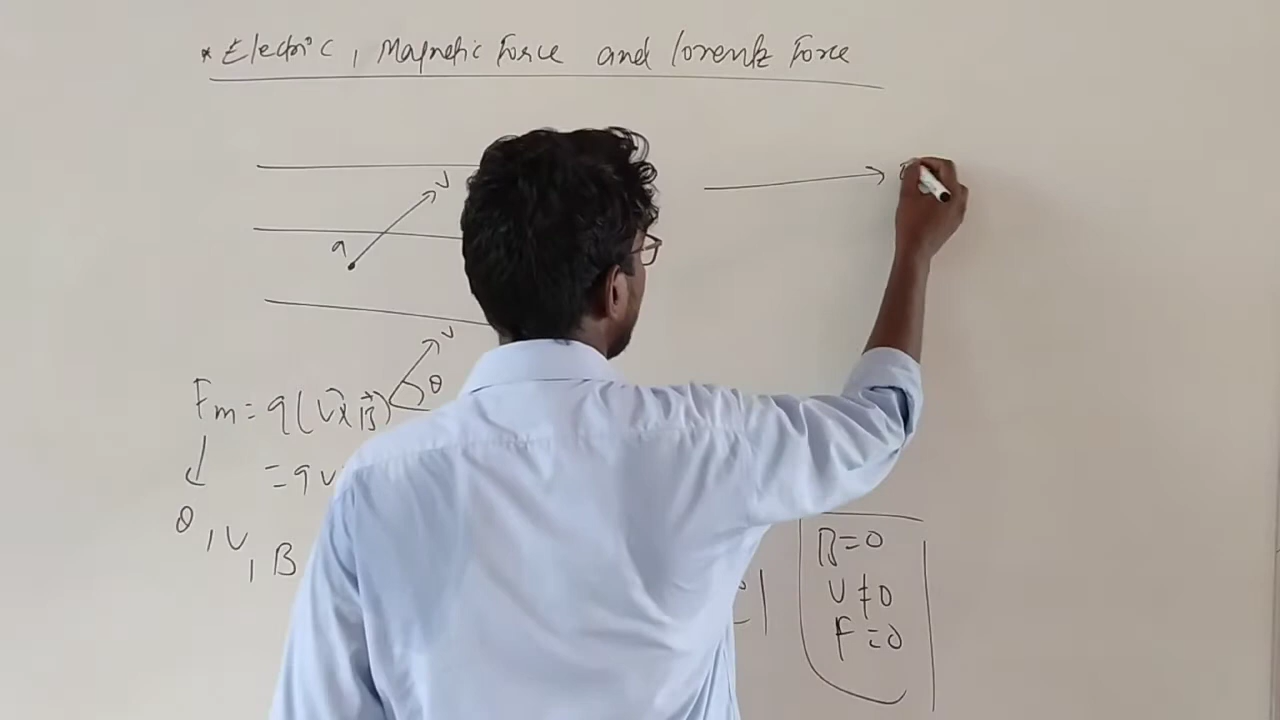 * Electric, Magnetic Force and Lorentz Force
v
q
v
θ
Fm = q(V⃗ x B⃗)
= qv
θ, V, B
B=0
V≠0
F=0